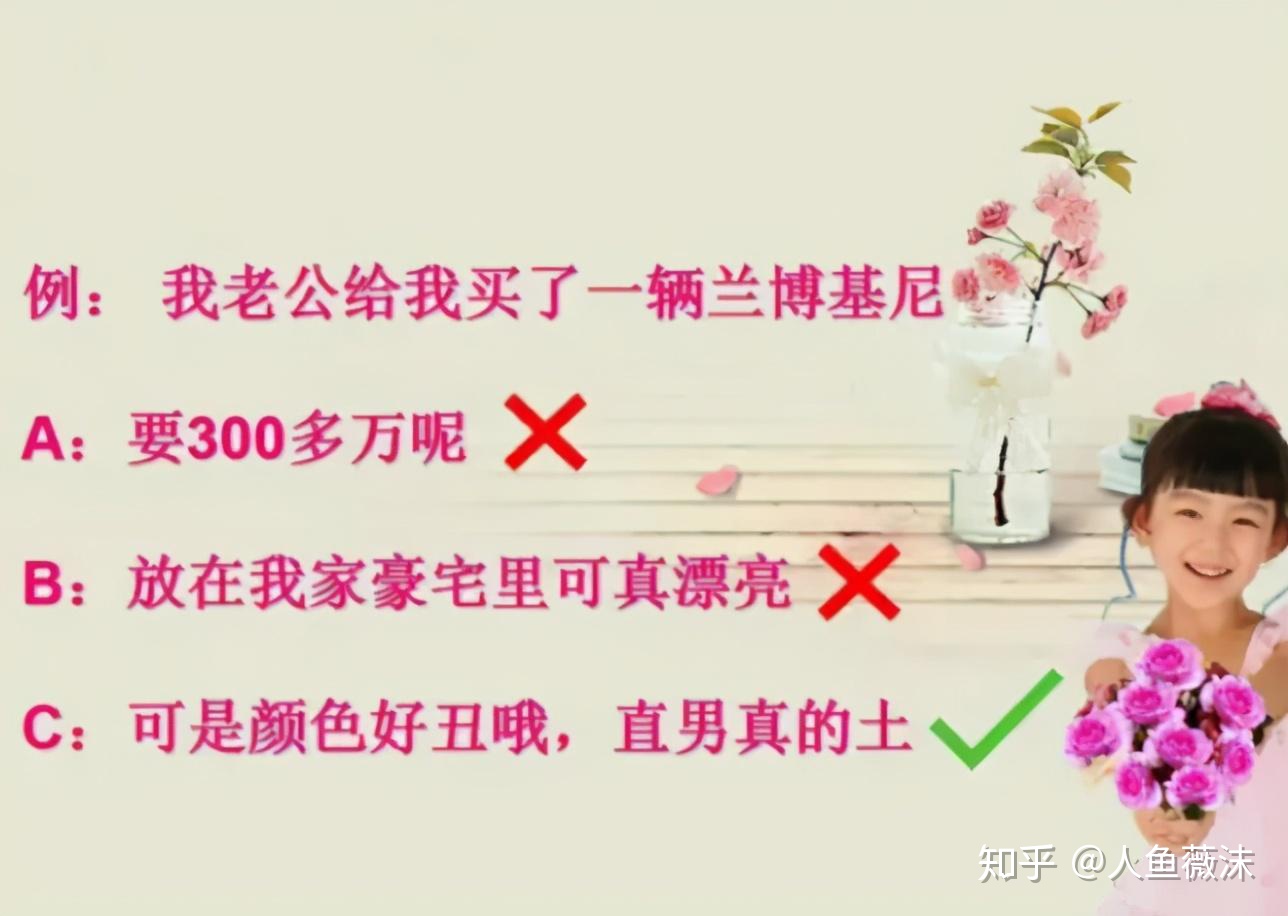 例： 我老公给我买了一辆兰博基尼
A：要300多万呢
B：放在我家豪宅里可真漂亮
C：可是颜色好丑哦，直男真的土
知乎 @人鱼薇沫